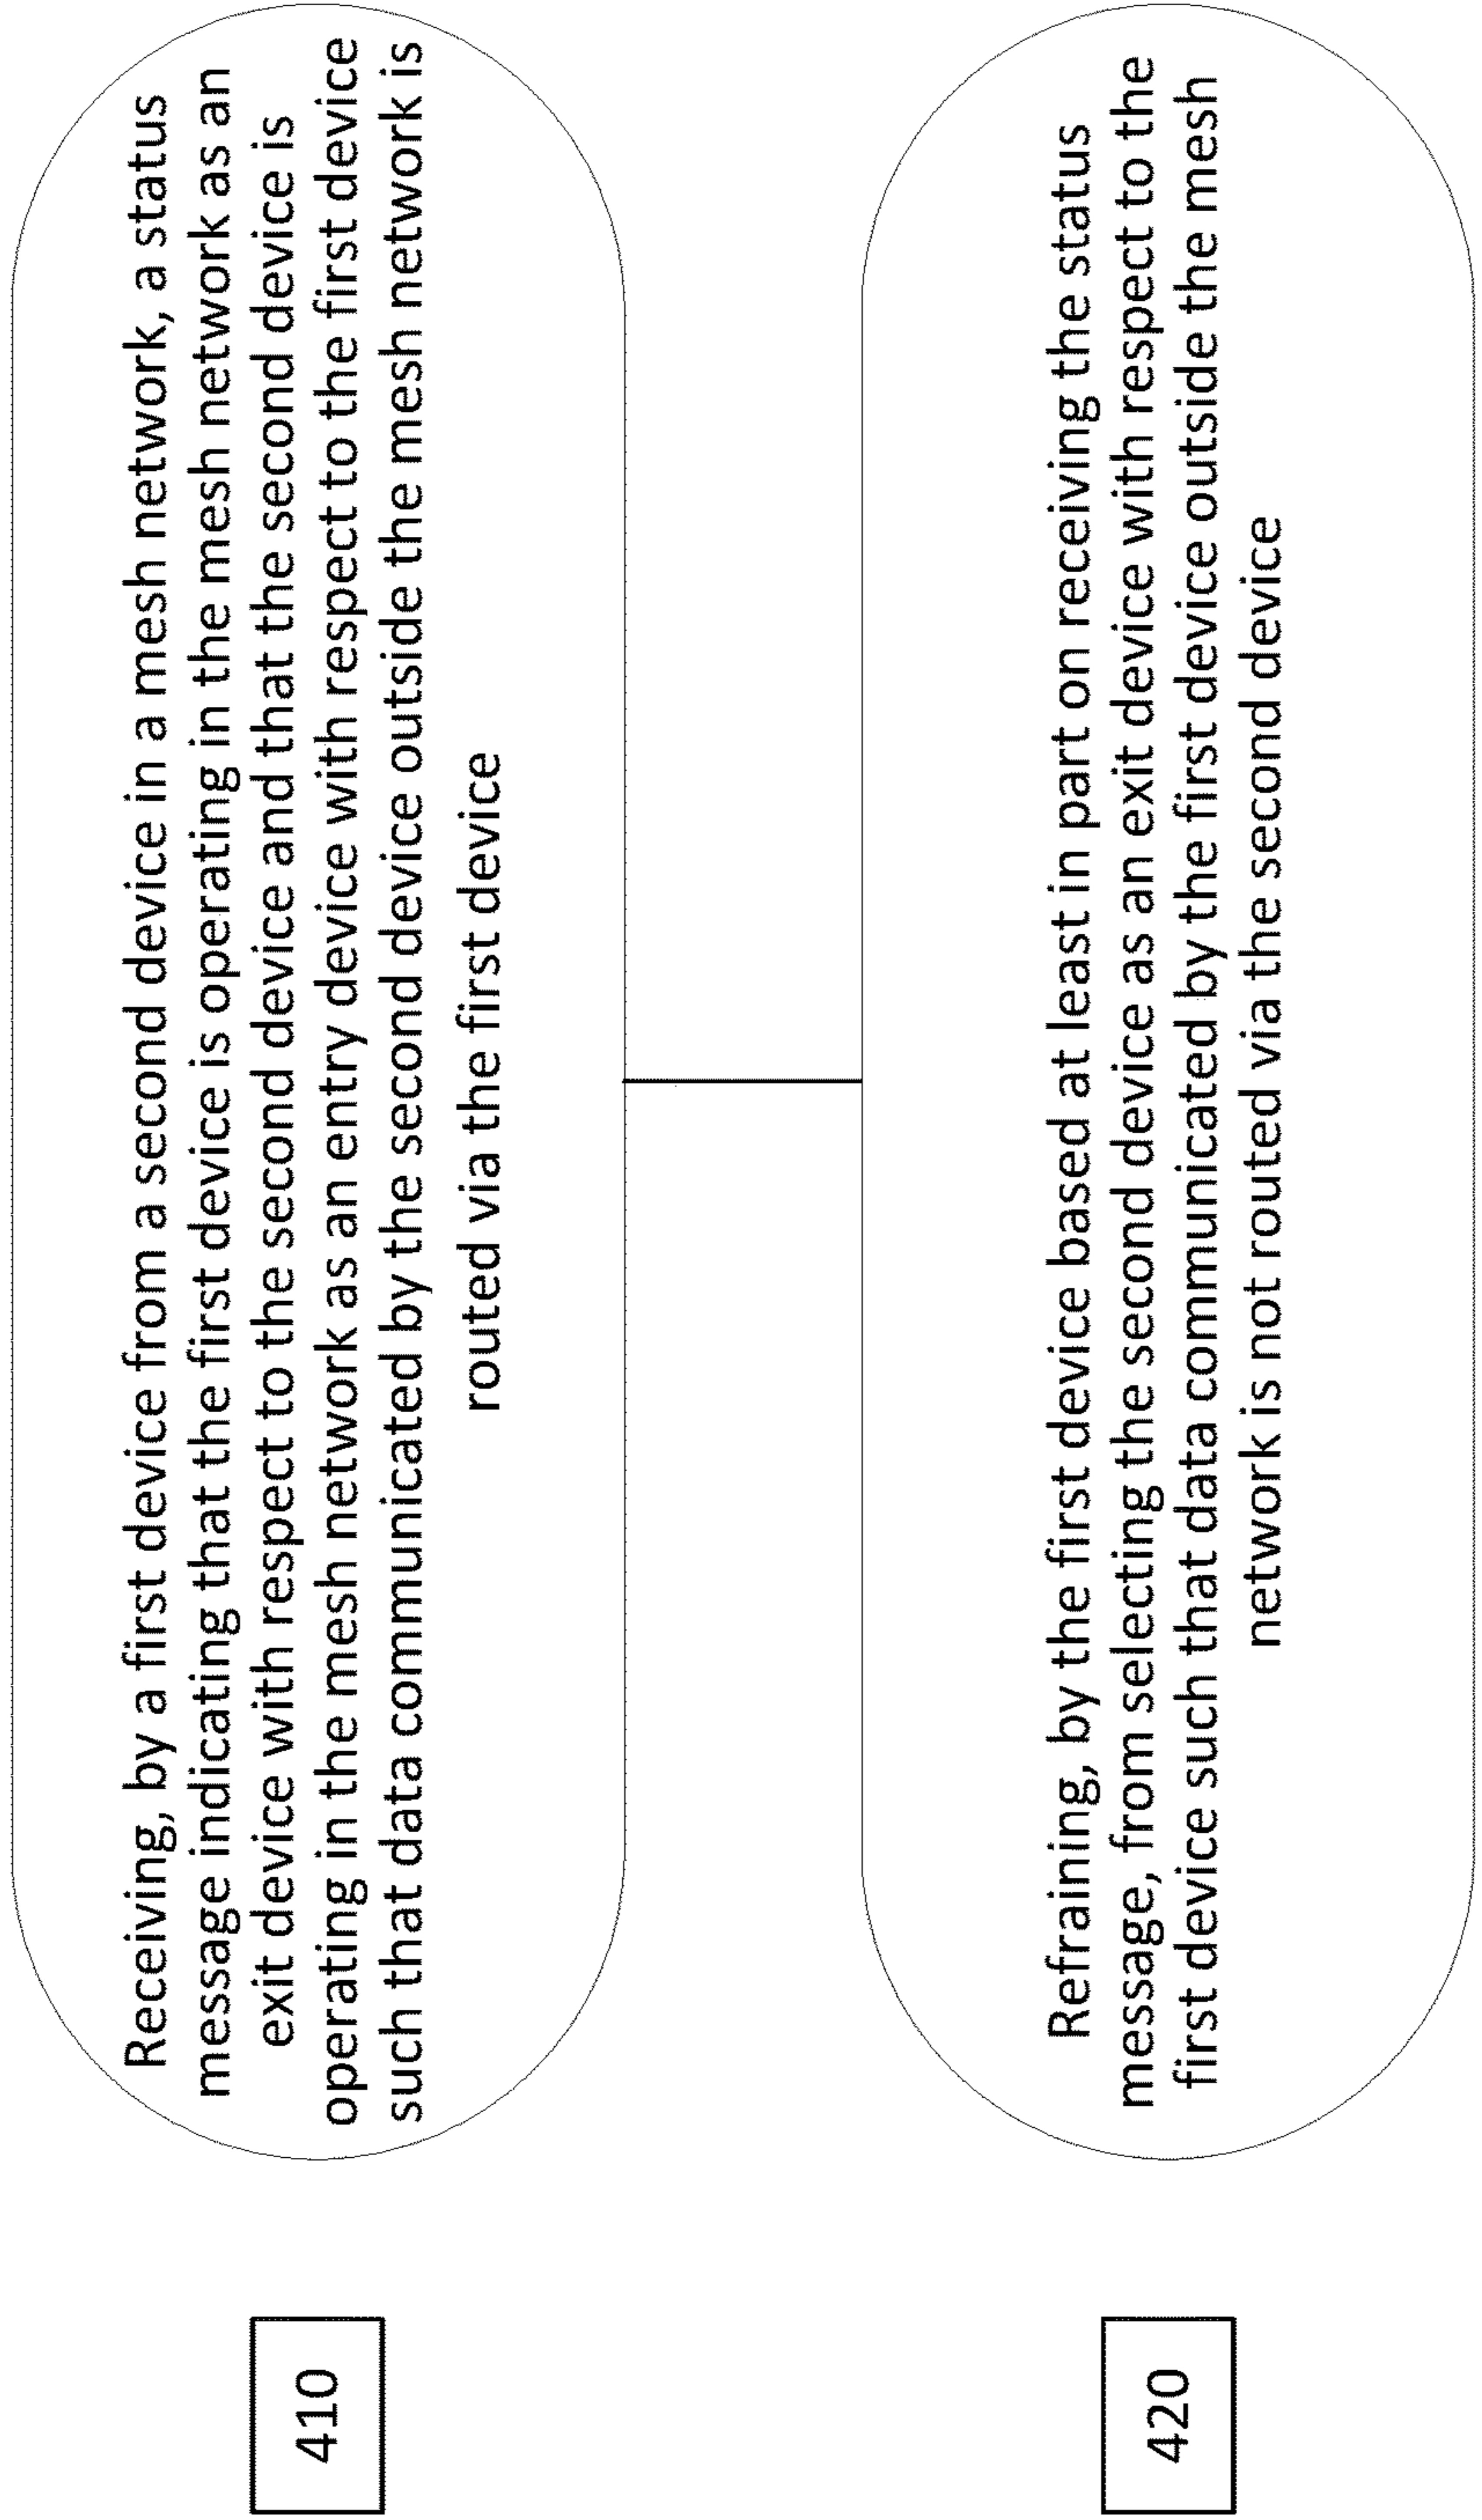 410
Receiving, by a first device from a second device in a mesh network, a status
message indicating that the first device is operating in the mesh network as an
exit device with respect to the second device and that the second device is
operating in the mesh network as an entry device with respect to the first device
such that data communicated by the second device outside the mesh network is
routed via the first device
420
Refraining, by the first device based at least in part on receiving the status
message, from selecting the second device as an exit device with respect to the
first device such that data communicated by the first device outside the mesh
network is not routed via the second device